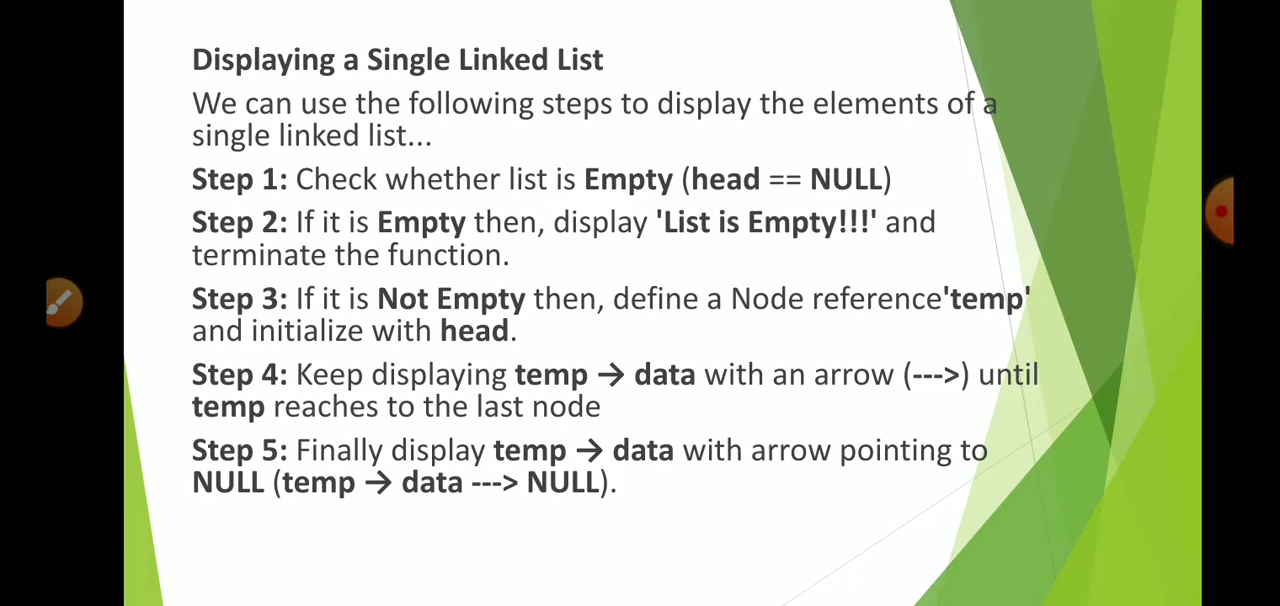 Displaying a Single Linked List
We can use the following steps to display the elements of a
single linked list...
Step 1: Check whether list is Empty (head == NULL)
Step 2: If it is Empty then, display 'List is Empty!!!' and
terminate the function.
Step 3: If it is Not Empty then, define a Node reference'temp'
and initialize with head.
Step 4: Keep displaying temp → data with an arrow (--->) until
temp reaches to the last node
Step 5: Finally display temp → data with arrow pointing to
NULL (temp → data ---> NULL).